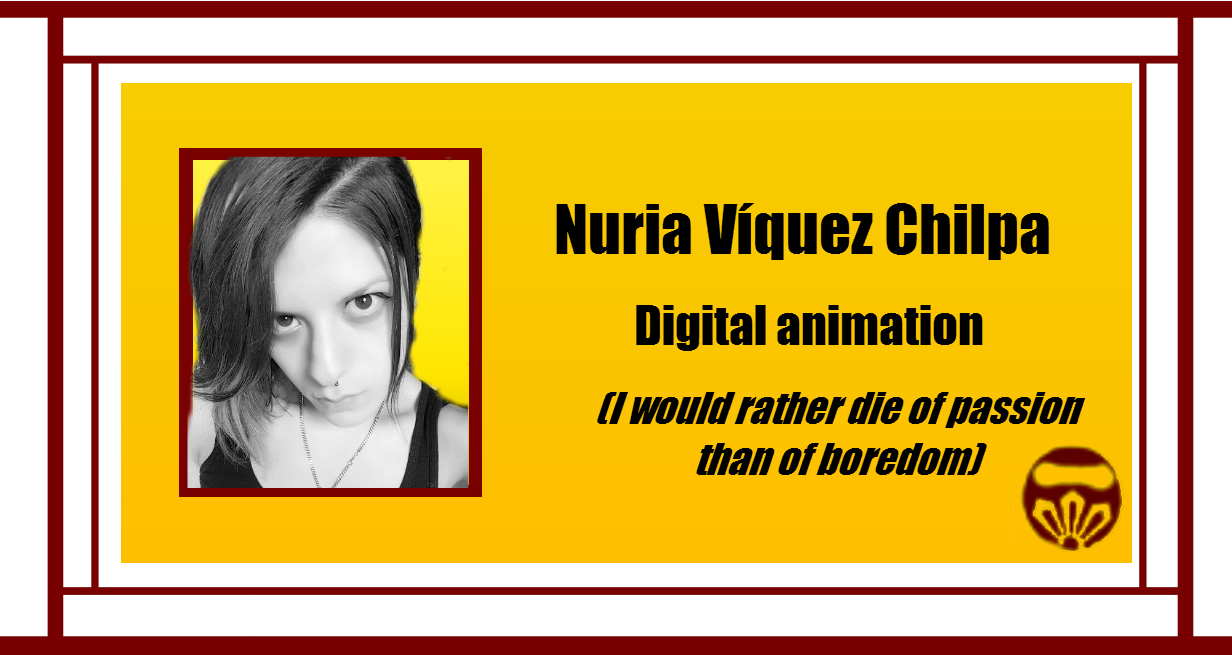 Nuria Víquez Chilpa
Digital animation
(I would rather die of passion
than of boredom)